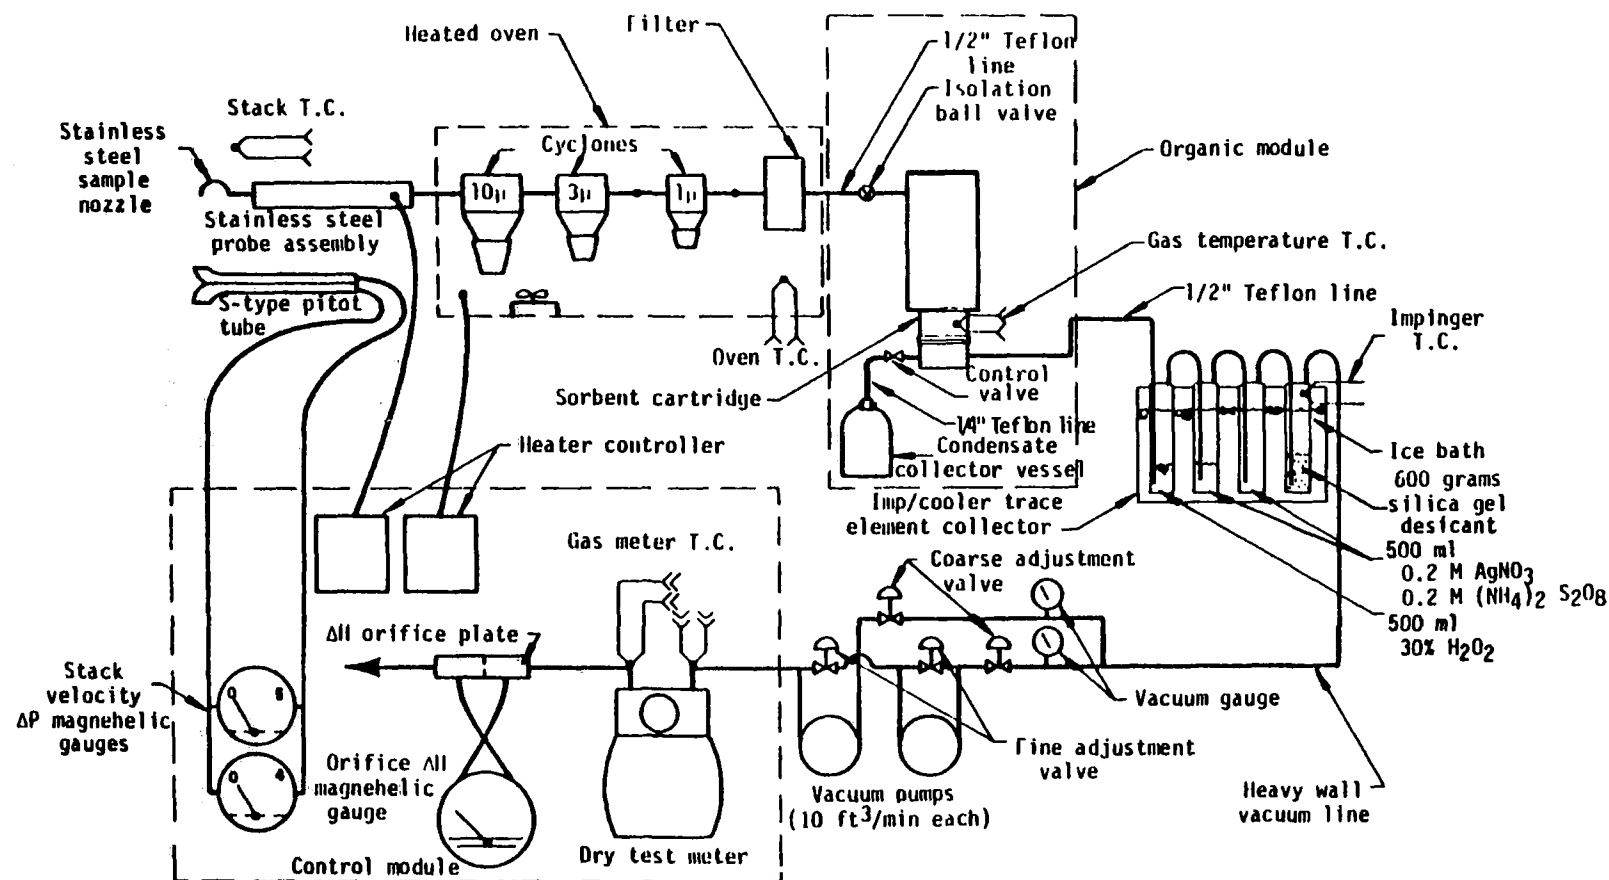 Heated oven
Filter
1/2" Teflon
line
Isolation
ball valve
Stack T.C.
Stainless
steel
sample
nozzle
Cyclones
Organic module
10μ
3μ
1μ
Stainless steel
probe assembly
Gas temperature T.C.
S-type pitot
tube
1/2" Teflon line
Impinger
T.C.
Oven T.C.
Control
valve
Sorbent cartridge
1/4" Teflon line
Condensate
collector vessel
Heater controller
Ice bath
600 grams
silica gel
desicant
Imp/cooler trace
element collector
500 ml
0.2 M AgNO3
0.2 M (NH4)2 S2O8
500 ml
30% H2O2
Gas meter T.C.
Coarse adjustment
valve
ΔH orifice plate
Stack
velocity
ΔP magnehelic
gauges
0 6
0 4
Vacuum gauge
Fine adjustment
valve
Orifice ΔH
magnehelic
gauge
Vacuum pumps
(10 ft3/min each)
Heavy wall
vacuum line
Dry test meter
Control module